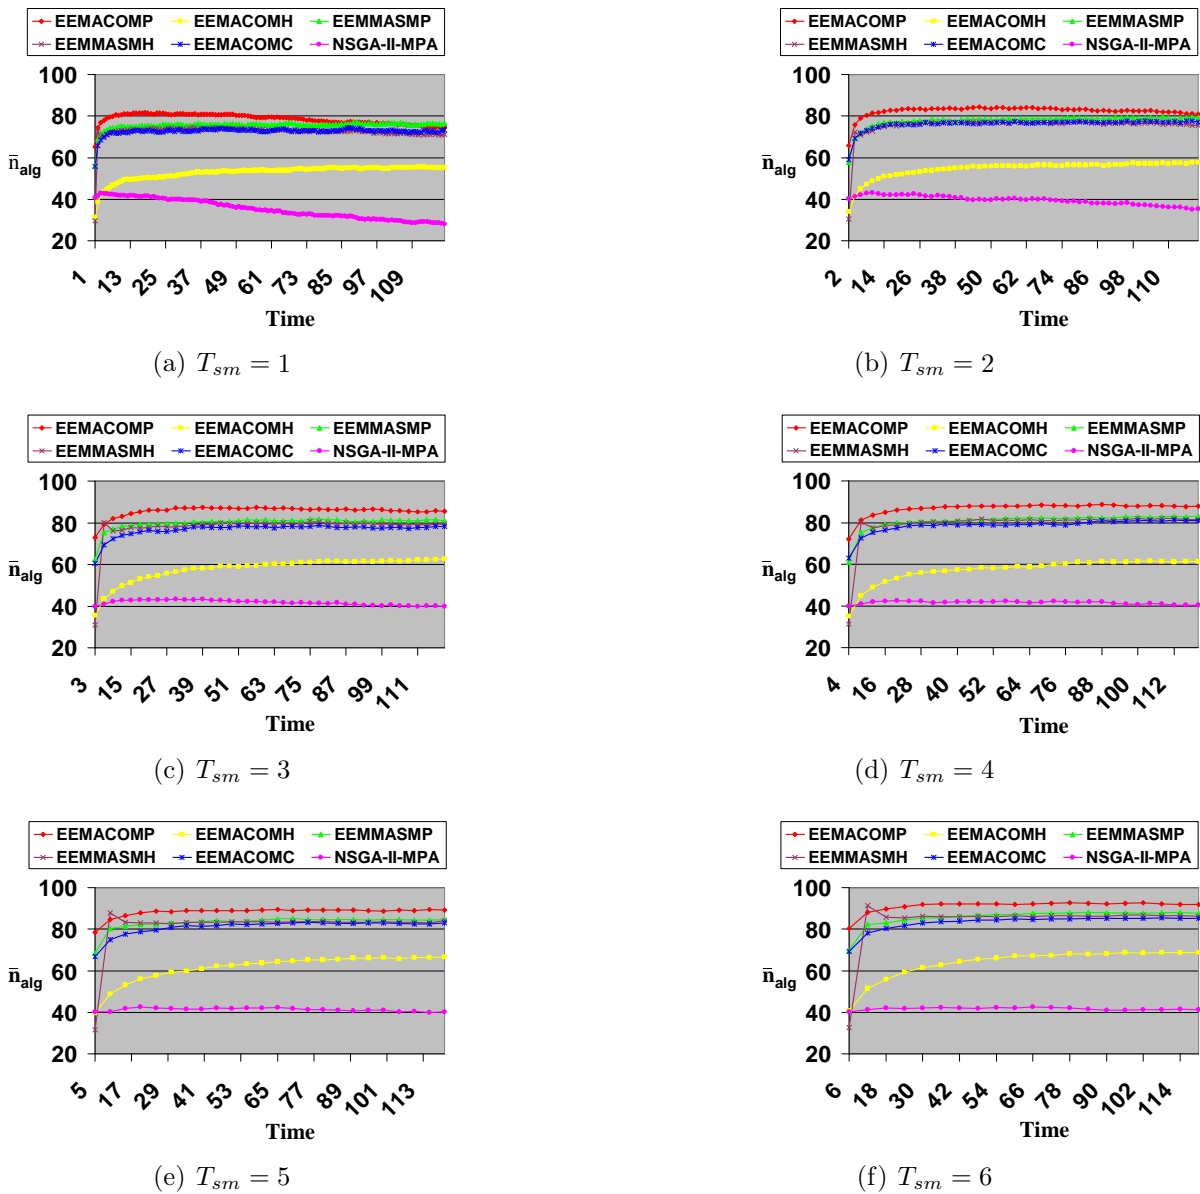 EEMACOMP EEMACOMH EEMMASMP
EEMMASMH EEMACOMC NSGA-II-MPA
100
80
60
40
20
n̄alg
1 13 25 37 49 61 73 85 97 109
Time
(a) Tsm = 1
EEMACOMP EEMACOMH EEMMASMP
EEMMASMH EEMACOMC NSGA-II-MPA
100
80
60
40
20
n̄alg
2 14 26 38 50 62 74 86 98 110
Time
(b) Tsm = 2
EEMACOMP EEMACOMH EEMMASMP
EEMMASMH EEMACOMC NSGA-II-MPA
100
80
60
40
20
n̄alg
3 15 27 39 51 63 75 87 99 111
Time
(c) Tsm = 3
EEMACOMP EEMACOMH EEMMASMP
EEMMASMH EEMACOMC NSGA-II-MPA
100
80
60
40
20
n̄alg
4 16 28 40 52 64 76 88 100 112
Time
(d) Tsm = 4
EEMACOMP EEMACOMH EEMMASMP
EEMMASMH EEMACOMC NSGA-II-MPA
100
80
60
40
20
n̄alg
5 17 29 41 53 65 77 89 101 113
Time
(e) Tsm = 5
EEMACOMP EEMACOMH EEMMASMP
EEMMASMH EEMACOMC NSGA-II-MPA
100
80
60
40
20
n̄alg
6 18 30 42 54 66 78 90 102 114
Time
(f) Tsm = 6